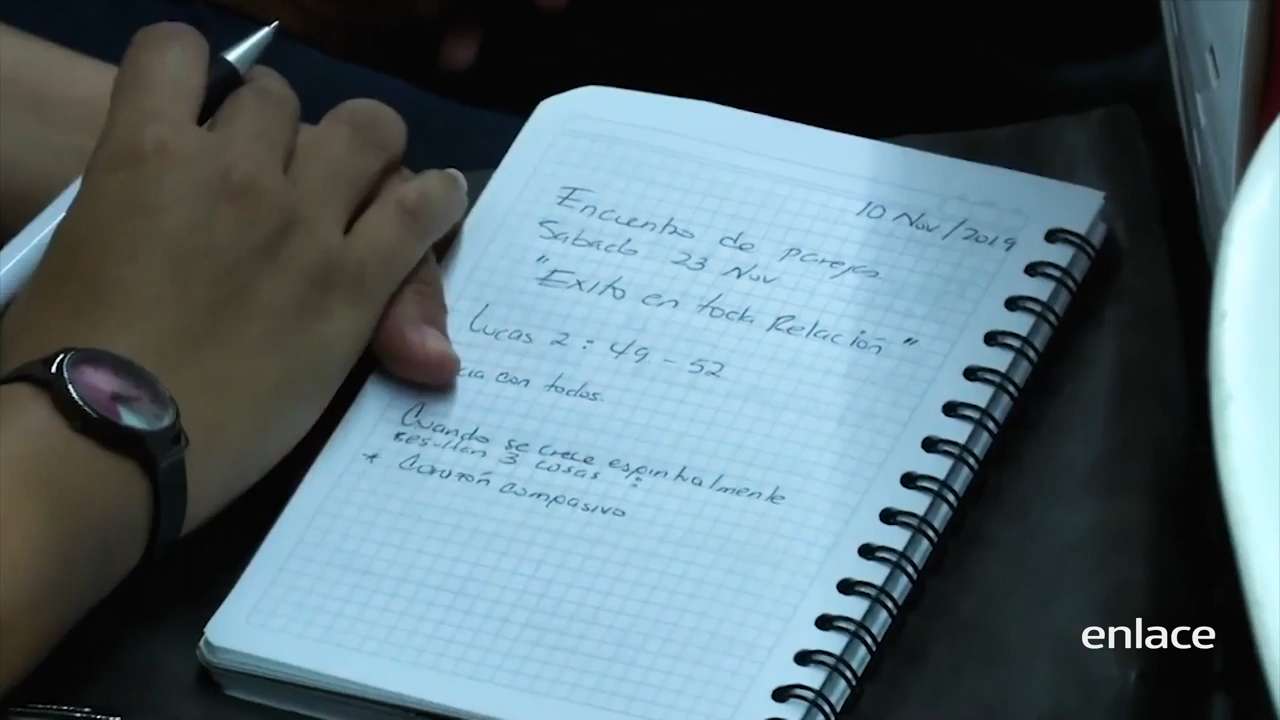 10 Nov/2019
Encuentro de parejas
Sabado 23 Nov
"Exito en toda Relación"
Lucas 2:49-52
con todos.
Cuando se crece espiritualmente
resultan 3 cosas:
* Corazón compasivo
enlace